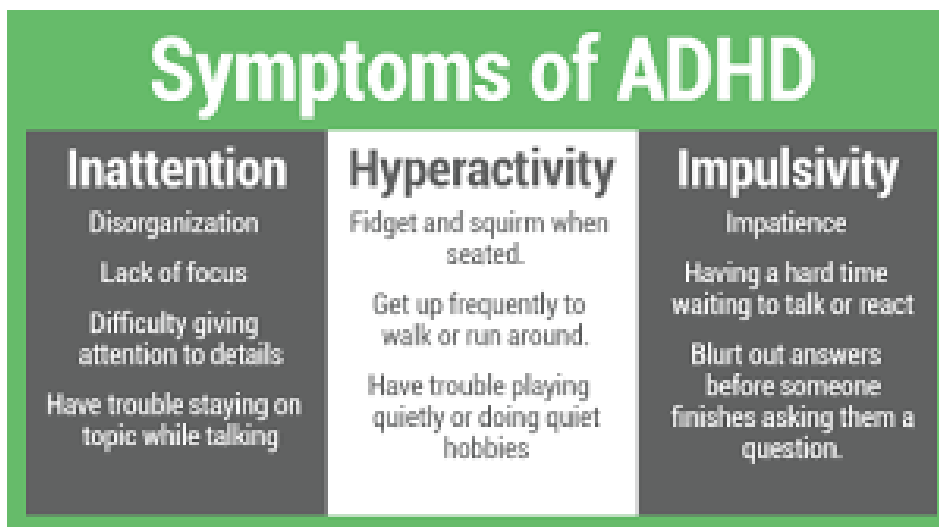 Symptoms of ADHD
Inattention
Disorganization
Lack of focus
Difficulty giving
attention to details
Have trouble staying on
topic while talking
Hyperactivity
Fidget and squirm when
seated.
Get up frequently to
walk or run around.
Have trouble playing
quietly or doing quiet
hobbies
Impulsivity
Impatience
Having a hard time
waiting to talk or react
Blurt out answers
before someone
finishes asking them a
question.